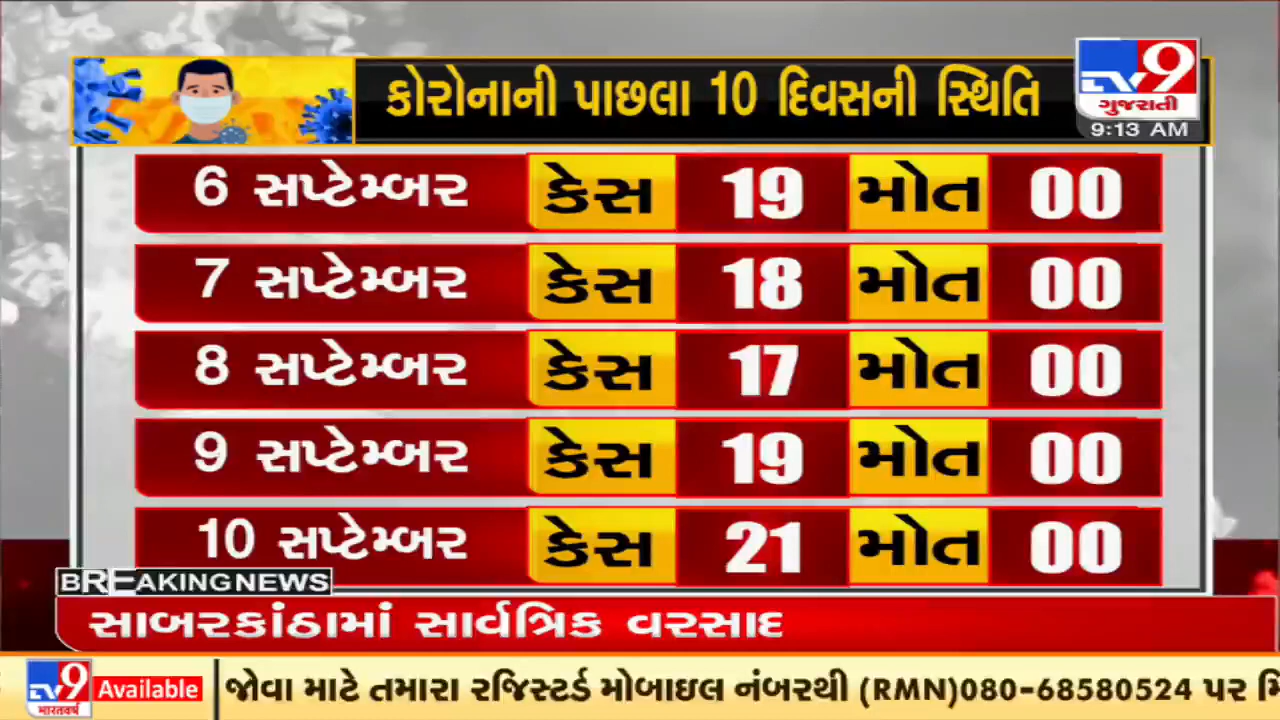 કોરોનાની પાછલા 10 દિવસની સ્થિતિ
TV9
ગુજરાતી
9:13 AM
6 સપ્ટેમ્બર કેસ 19 મોત 00
7 સપ્ટેમ્બર કેસ 18 મોત 00
8 સપ્ટેમ્બર કેસ 17 મોત 00
9 સપ્ટેમ્બર કેસ 19 મોત 00
10 સપ્ટેમ્બર કેસ 21 મોત 00
BREAKING NEWS
સાબરકાંઠામાં સાર્વત્રિક વરસાદ
TV9 भारतवर्ष Available જોવા માટે તમારા રજિસ્ટર્ડ મોબાઇલ નંબરથી (RMN)080-68580524 પર